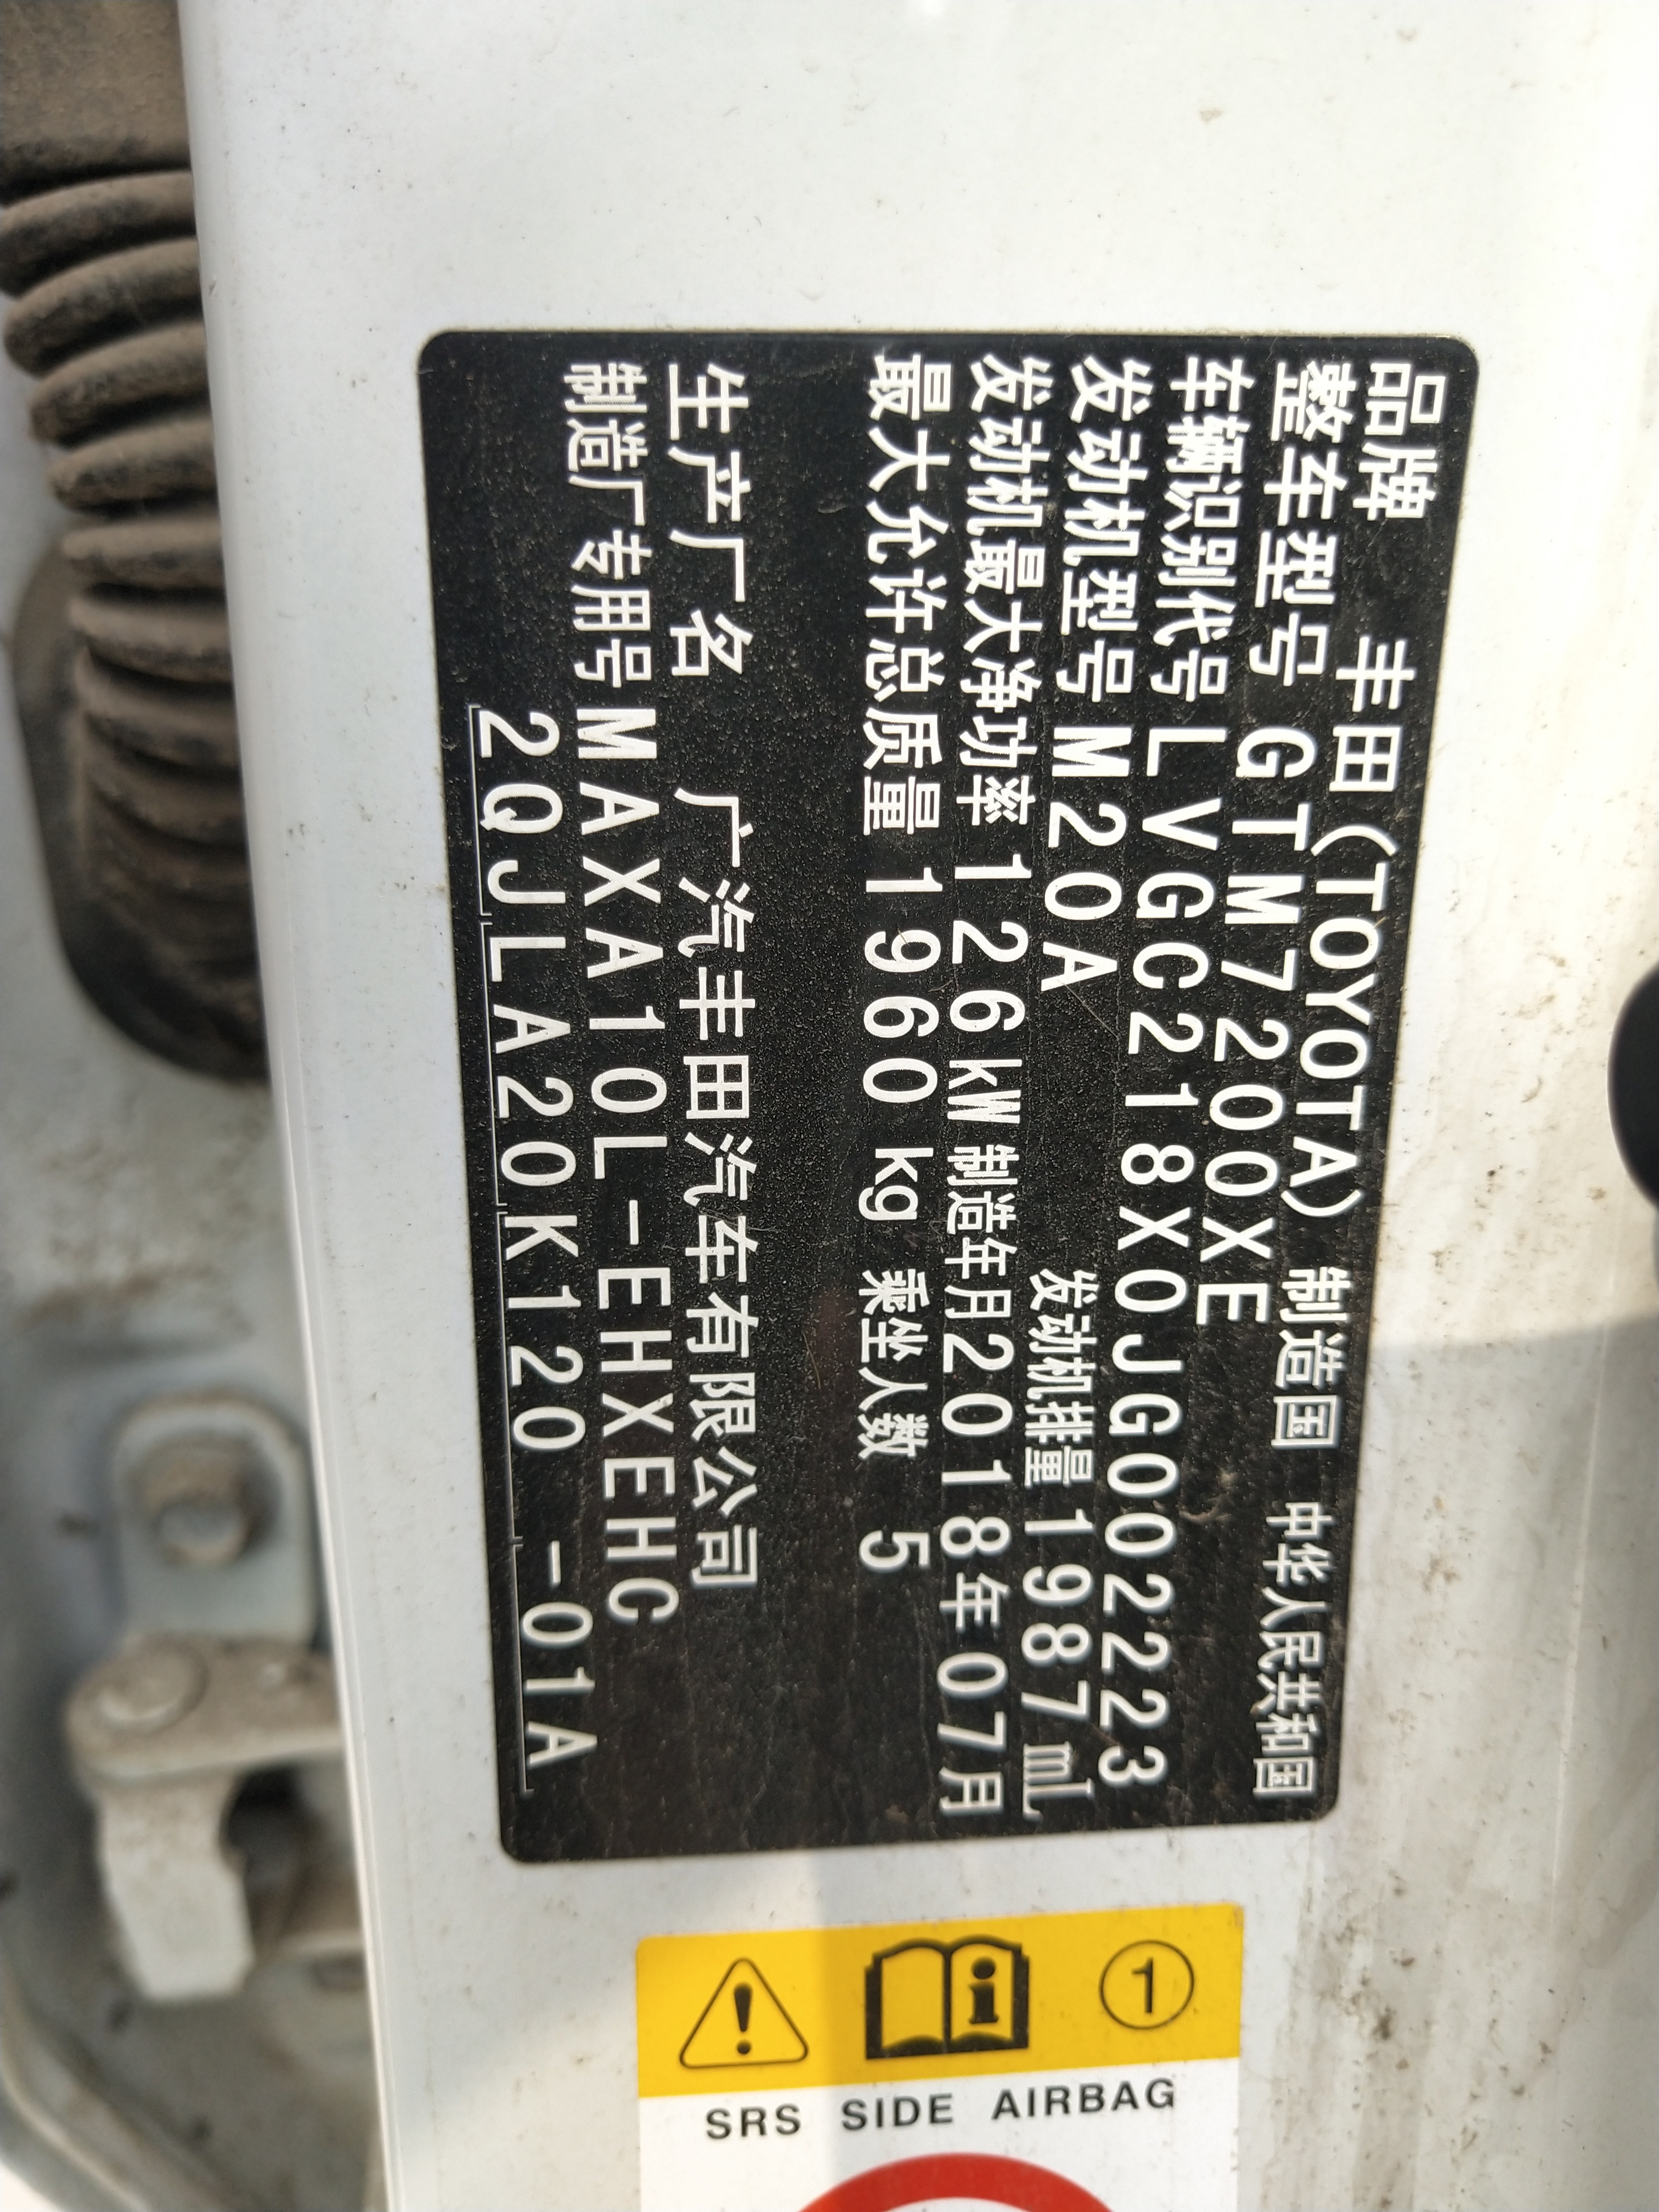 品牌 丰田(TOYOTA) 制造国 中华人民共和国
整车型号 GTM7200XE
车辆识别代号 LVGC218X0JG002223
发动机型号 M20A 发动机排量 1987 mL
发动机最大净功率 126kW 制造年月 2018年07月
最大允许总质量 1960 kg 乘坐人数 5
生产厂名 广汽丰田汽车有限公司
制造厂专用号 MAXA10L-EHXEHC
2QJLA20K120 -01A
1
SRS SIDE AIRBAG